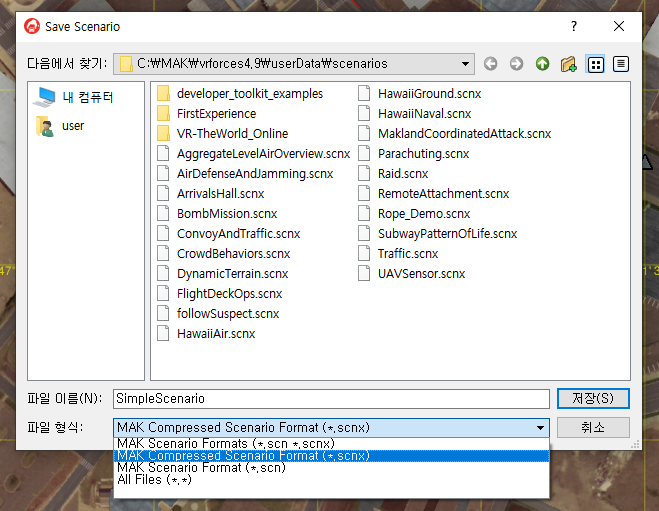 Save Scenario
?
다음에서 찾기:
C:\MAK\vrforces4,9\userData\scenarios
내 컴퓨터
user
developer_toolkit_examples
FirstExperience
VR-TheWorld_Online
AggregateLevelAirOverview.scnx
AirDefenseAndJamming.scnx
ArrivalsHall.scnx
BombMission.scnx
ConvoyAndTraffic.scnx
CrowdBehaviors.scnx
DynamicTerrain.scnx
FlightDeckOps.scnx
followSuspect.scnx
HawaiiAir.scnx
HawaiiGround.scnx
HawaiiNaval.scnx
MaklandCoordinatedAttack.scnx
Parachuting.scnx
Raid.scnx
RemoteAttachment.scnx
Rope_Demo.scnx
SubwayPatternOfLife.scnx
Traffic.scnx
UAVSensor.scnx
47'
1'3
파일 이름(N):
SimpleScenario
저장(S)
파일 형식:
MAK Compressed Scenario Format (*,scnx)
취소
MAK Scenario Formats (*,scn *,scnx)
MAK Compressed Scenario Format (*,scnx)
MAK Scenario Format (*,scn)
All Files (*,*)